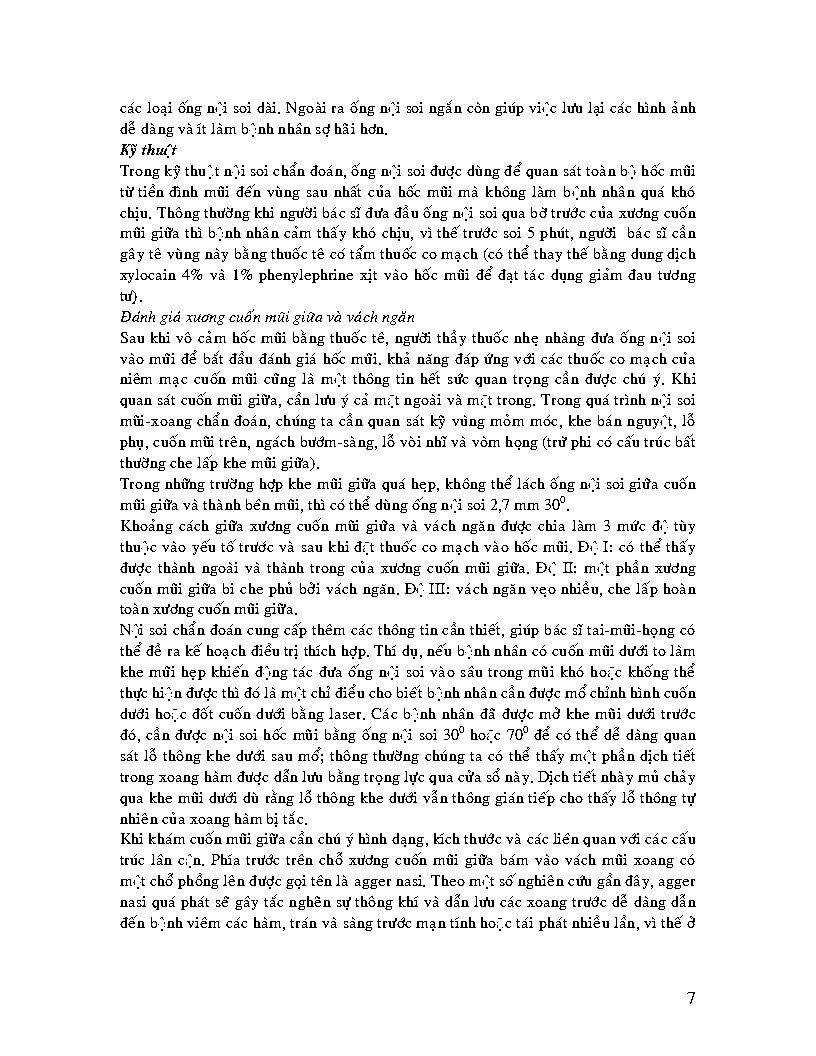 các loại ống nội soi dài. Ngoài ra ống nội soi ngắn còn giúp việc lưu lại các hình ảnh
dễ dàng và ít làm bệnh nhân sợ hãi hơn.
Kỹ thuật
Trong kỹ thuật nội soi chẩn đoán, ống nội soi được dùng để quan sát toàn bộ hốc mũi
từ tiền đình mũi đến vùng sau nhất của hốc mũi mà không làm bệnh nhân quá khó
chịu. Thông thường khi người bác sĩ đưa đầu ống nội soi qua bờ trước của xương cuốn
mũi giữa thì bệnh nhân cảm thấy khó chịu, vì thế trước soi 5 phút, người bác sĩ cần
gây tê vùng này bằng thuốc tê có tẩm thuốc co mạch (có thể thay thế bằng dung dịch
xylocain 4% và 1% phenylephrine xịt vào hốc mũi để đạt tác dụng giảm đau tương
tự).
Đánh giá xương cuốn mũi giữa và vách ngăn
Sau khi vô cảm hốc mũi bằng thuốc tê, người thầy thuốc nhẹ nhàng đưa ống nội soi
vào mũi để bắt đầu đánh giá hốc mũi. khả năng đáp ứng với các thuốc co mạch của
niêm mạc cuốn mũi cũng là một thông tin hết sức quan trọng cần được chú ý. Khi
quan sát cuốn mũi giữa, cần lưu ý cả mặt ngoài và mặt trong. Trong quá trình nội soi
mũi-xoang chẩn đoán, chúng ta cần quan sát kỹ vùng mỏm móc, khe bán nguyệt, lỗ
phụ, cuốn mũi trên, ngách bướm-sàng, lỗ vòi nhĩ và vòm họng (trừ phi có cấu trúc bất
thường che lấp khe mũi giữa).
Trong những trường hợp khe mũi giữa quá hẹp, không thể lách ống nội soi giữa cuốn
mũi giữa và thành bên mũi, thì có thể dùng ống nội soi 2,7 mm 30⁰.
Khoảng cách giữa xương cuốn mũi giữa và vách ngăn được chia làm 3 mức độ tùy
thuộc vào yếu tố trước và sau khi đặt thuốc co mạch vào hốc mũi. Độ I: có thể thấy
được thành ngoài và thành trong của xương cuốn mũi giữa. Độ II: một phần xương
cuốn mũi giữa bi che phủ bởi vách ngăn. Độ III: vách ngăn vẹo nhiều, che lấp hoàn
toàn xương cuốn mũi giữa.
Nội soi chẩn đoán cung cấp thêm các thông tin cần thiết, giúp bác sĩ tai-mũi-họng có
thể đề ra kế hoạch điều trị thích hợp. Thí dụ, nếu bệnh nhân có cuốn mũi dưới to làm
khe mũi hẹp khiến động tác đưa ống nội soi vào sâu trong mũi khó hoặc khống thể
thực hiện được thì đó là một chỉ điểu cho biết bệnh nhân cần được mổ chỉnh hình cuốn
dưới hoặc đốt cuốn dưới bằng laser. Các bệnh nhân đã được mở khe mũi dưới trước
đó, cần được nội soi hốc mũi bằng ống nội soi 30⁰ hoặc 70⁰ để có thể dễ dàng quan
sát lỗ thông khe dưới sau mổ; thông thường chúng ta có thể thấy một phần dịch tiết
trong xoang hàm được dẫn lưu bằng trọng lực qua cửa sổ này. Dịch tiết nhày mủ chảy
qua khe mũi dưới dù rằng lỗ thông khe dưới vẫn thông gián tiếp cho thấy lỗ thông tự
nhiên của xoang hàm bị tắc.
Khi khám cuốn mũi giữa cần chú ý hình dạng, kích thước và các liên quan với các cấu
trúc lân cận. Phía trước trên chỗ xương cuốn mũi giữa bám vào vách mũi xoang có
một chỗ phồng lên được gọi tên là agger nasi. Theo một số nghiên cứu gần đây, agger
nasi quá phát sẽ gây tắc nghẽn sự thông khí và dẫn lưu các xoang trước dễ dàng dẫn
đến bệnh viêm các hàm, trán và sàng trước mạn tính hoặc tái phát nhiều lần, vì thế ở
7